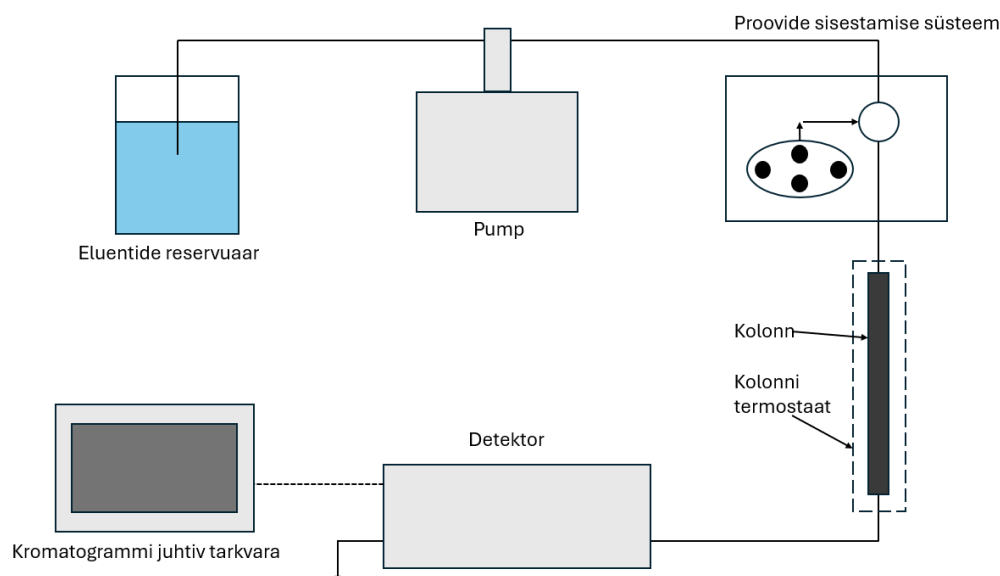 Proovide sisestamise süsteem
Pump
Eluentide reservuaar
Kolonn
Kolonni
termostaat
Detektor
Kromatogrammi juhtiv tarkvara